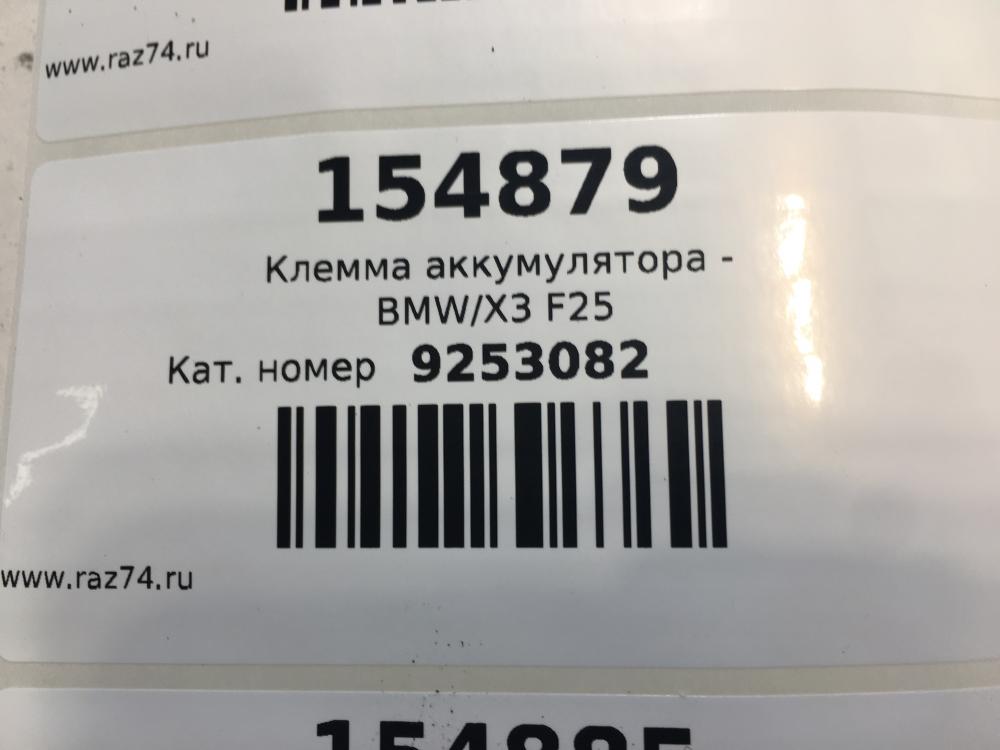 www.raz74.ru
154879
Клемма аккумулятора -
BMW/X3 F25
Кат. номер 9253082
www.raz74.ru